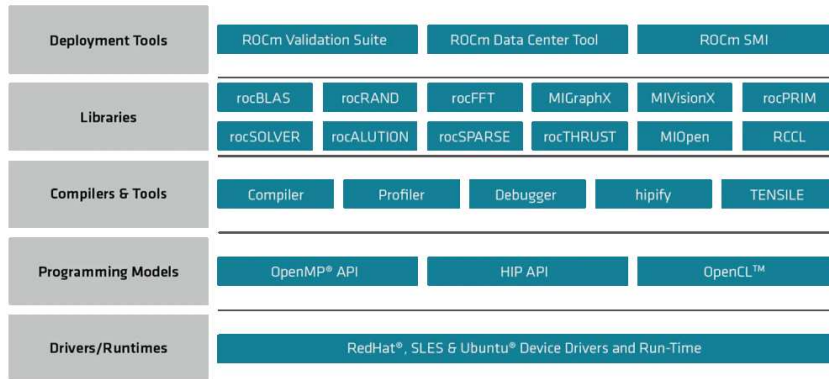 Deployment Tools
ROCm Validation Suite
ROCm Data Center Tool
ROCm SMI
Libraries
rocBLAS
rocRAND
rocFFT
MIGraphX
MIVisionX
rocPRIM
rocSOLVER
rocALUTION
rocSPARSE
rocTHRUST
MIOpen
RCCL
Compilers & Tools
Compiler
Profiler
Debugger
hipify
TENSILE
Programming Models
OpenMP® API
HIP API
OpenCL™
Drivers/Runtimes
RedHat®, SLES & Ubuntu® Device Drivers and Run-Time